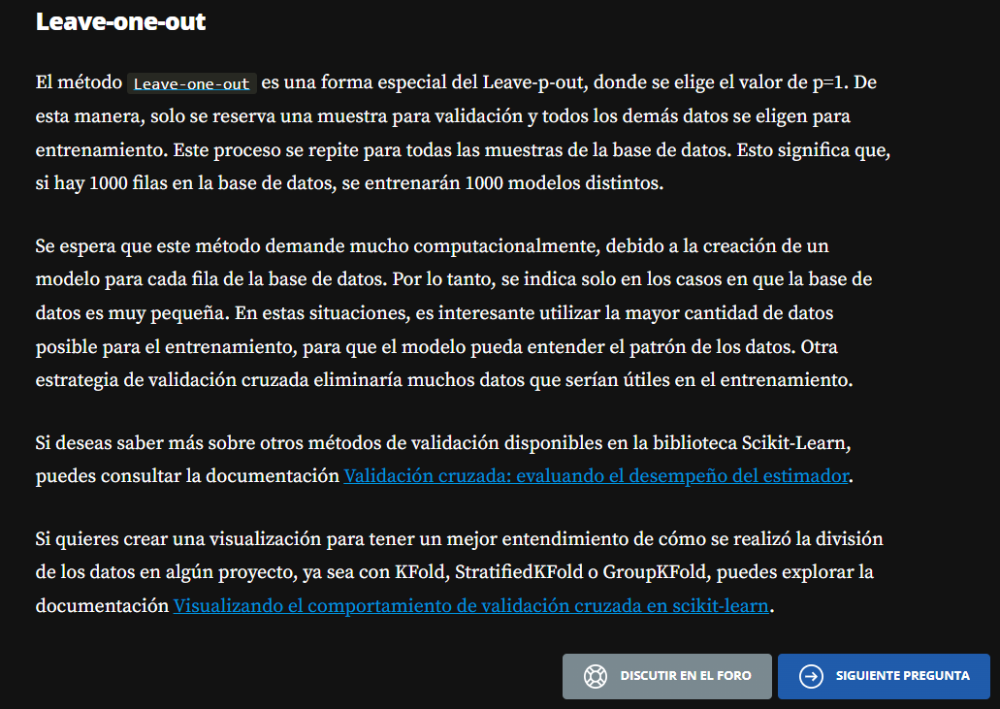 Leave-one-out
El método Leave-one-out es una forma especial del Leave-p-out, donde se elige el valor de p=1. De
esta manera, solo se reserva una muestra para validación y todos los demás datos se eligen para
entrenamiento. Este proceso se repite para todas las muestras de la base de datos. Esto significa que,
si hay 1000 filas en la base de datos, se entrenarán 1000 modelos distintos.
Se espera que este método demande mucho computacionalmente, debido a la creación de un
modelo para cada fila de la base de datos. Por lo tanto, se indica solo en los casos en que la base de
datos es muy pequeña. En estas situaciones, es interesante utilizar la mayor cantidad de datos
posible para el entrenamiento, para que el modelo pueda entender el patrón de los datos. Otra
estrategia de validación cruzada eliminaría muchos datos que serían útiles en el entrenamiento.
Si deseas saber más sobre otros métodos de validación disponibles en la biblioteca Scikit-Learn,
puedes consultar la documentación Validación cruzada: evaluando el desempeño del estimador.
Si quieres crear una visualización para tener un mejor entendimiento de cómo se realizó la división
de los datos en algún proyecto, ya sea con KFold, StratifiedKFold o GroupKFold, puedes explorar la
documentación Visualizando el comportamiento de validación cruzada en scikit-learn.
DISCUTIR EN EL FORO
SIGUIENTE PREGUNTA